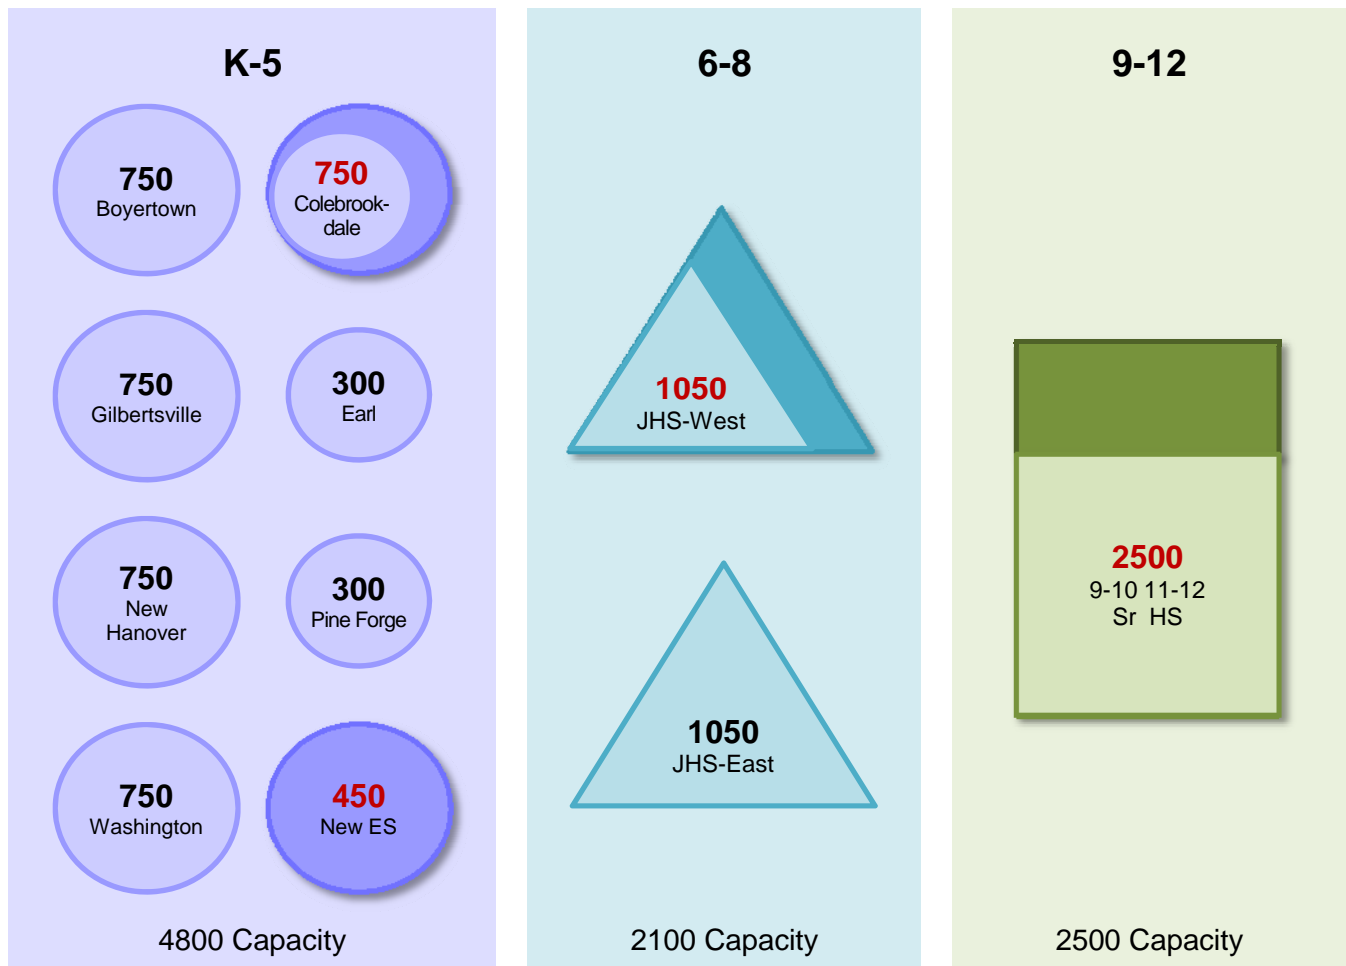 K-5
750
Boyertown
750
Colebrook-
dale
750
Gilbertsville
300
Earl
750
New
Hanover
300
Pine Forge
750
Washington
450
New ES
4800 Capacity
6-8
1050
JHS-West
1050
JHS-East
2100 Capacity
9-12
2500
9-10 11-12
Sr HS
2500 Capacity